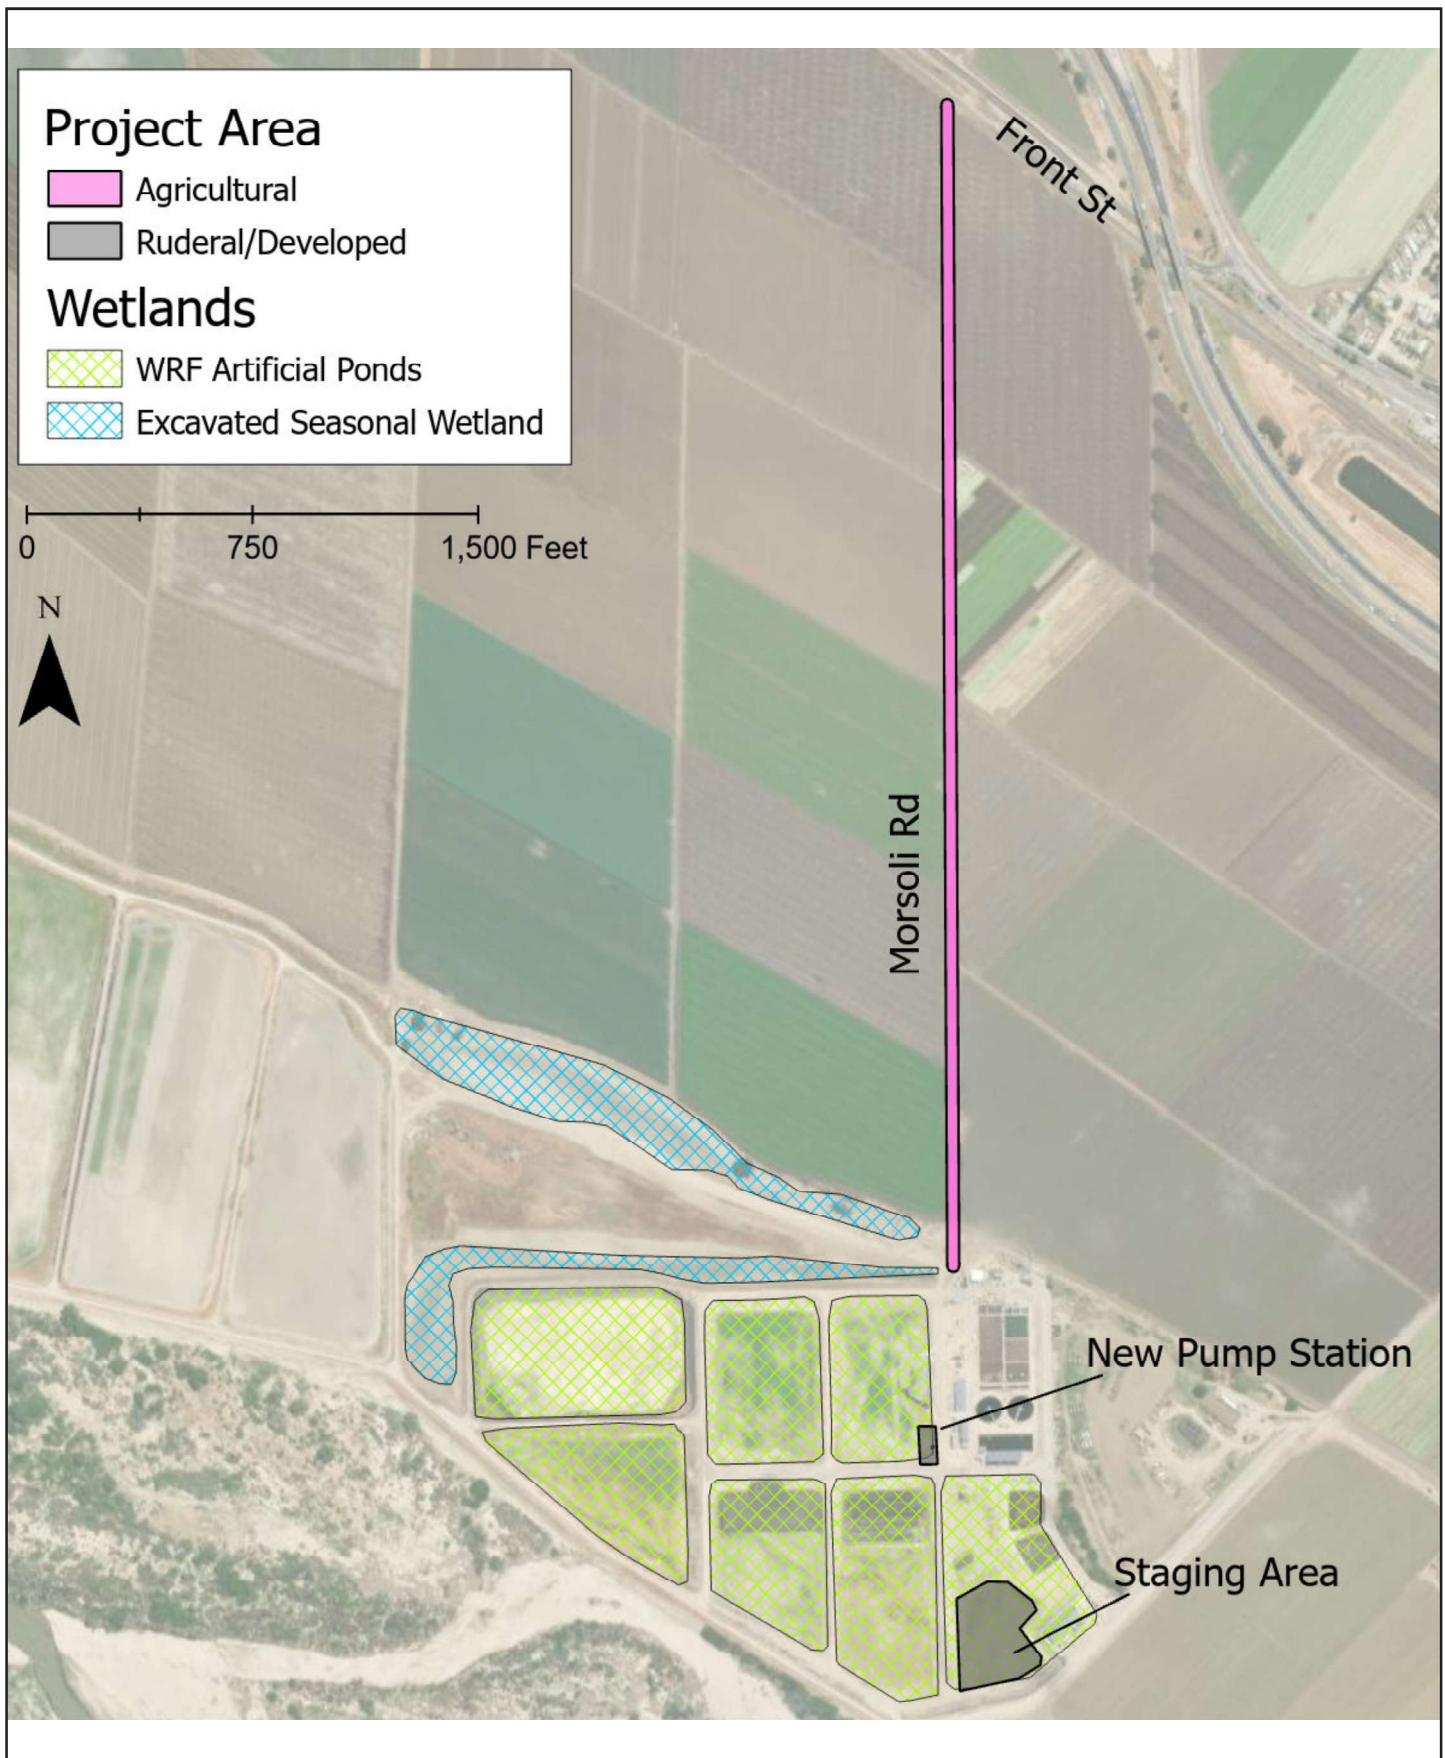 Project Area
Agricultural
Ruderal/Developed
Wetlands
WRF Artificial Ponds
Excavated Seasonal Wetland
0 750 1,500 Feet
N
Front St
Morsoli Rd
New Pump Station
Staging Area